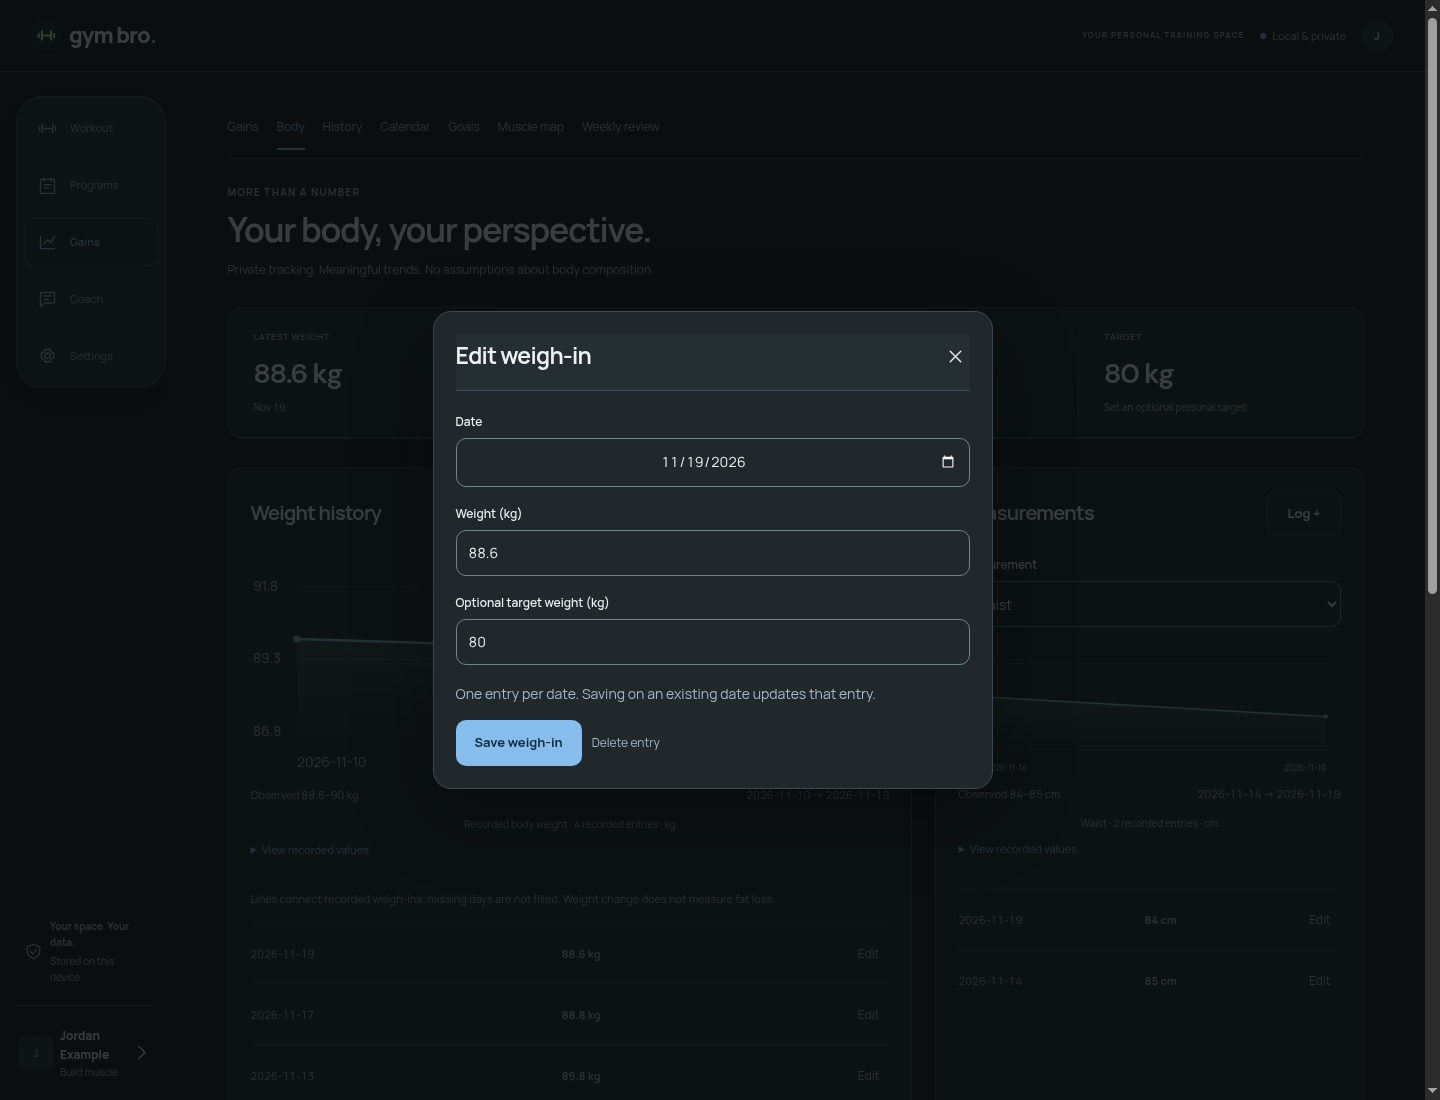 gym bro.
YOUR PERSONAL TRAINING SPACE
Local & private
J
Workout
Programs
Gains
Coach
Settings
Gains Body History Calendar Goals Muscle map Weekly review
MORE THAN A NUMBER
Your body, your perspective.
Private tracking. Meaningful trends. No assumptions about body composition.
LATEST WEIGHT
88.6 kg
Nov 19
TARGET
80 kg
Set an optional personal target
Edit weigh-in
Date
11/19/2026
Weight (kg)
88.6
Optional target weight (kg)
80
One entry per date. Saving on an existing date updates that entry.
Save weigh-in
Delete entry
Weight history
91.8
89.3
86.8
2026-11-10
Observed 88.6–90 kg
2026-11-10 → 2026-11-19
Recorded body weight · 4 recorded entries · kg
View recorded values
Lines connect recorded weigh-ins; missing days are not filled. Weight change does not measure fat loss.
2026-11-19 88.6 kg Edit
2026-11-17 88.8 kg Edit
2026-11-13 89.8 kg Edit
asurements
Log +
urement
ist
26-11-14
2026-11-19
Observed 84–85 cm
2026-11-14 → 2026-11-19
Waist · 2 recorded entries · cm
View recorded values
2026-11-19 84 cm Edit
2026-11-14 85 cm Edit
Your space. Your
data.
Stored on this
device
J
Jordan
Example
Build muscle